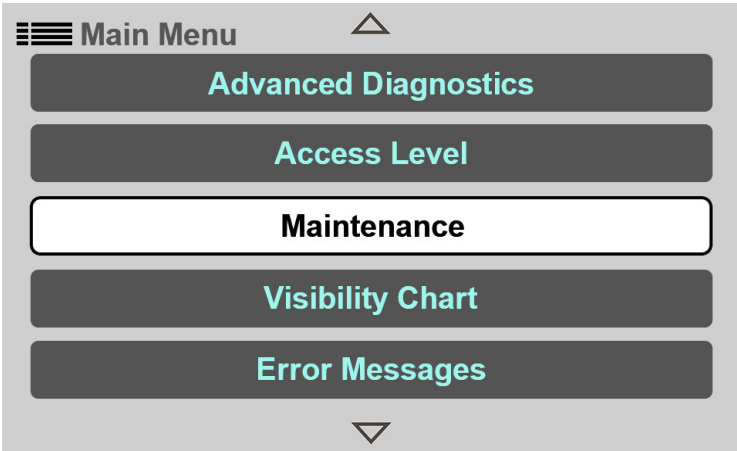 Main Menu
Advanced Diagnostics
Access Level
Maintenance
Visibility Chart
Error Messages